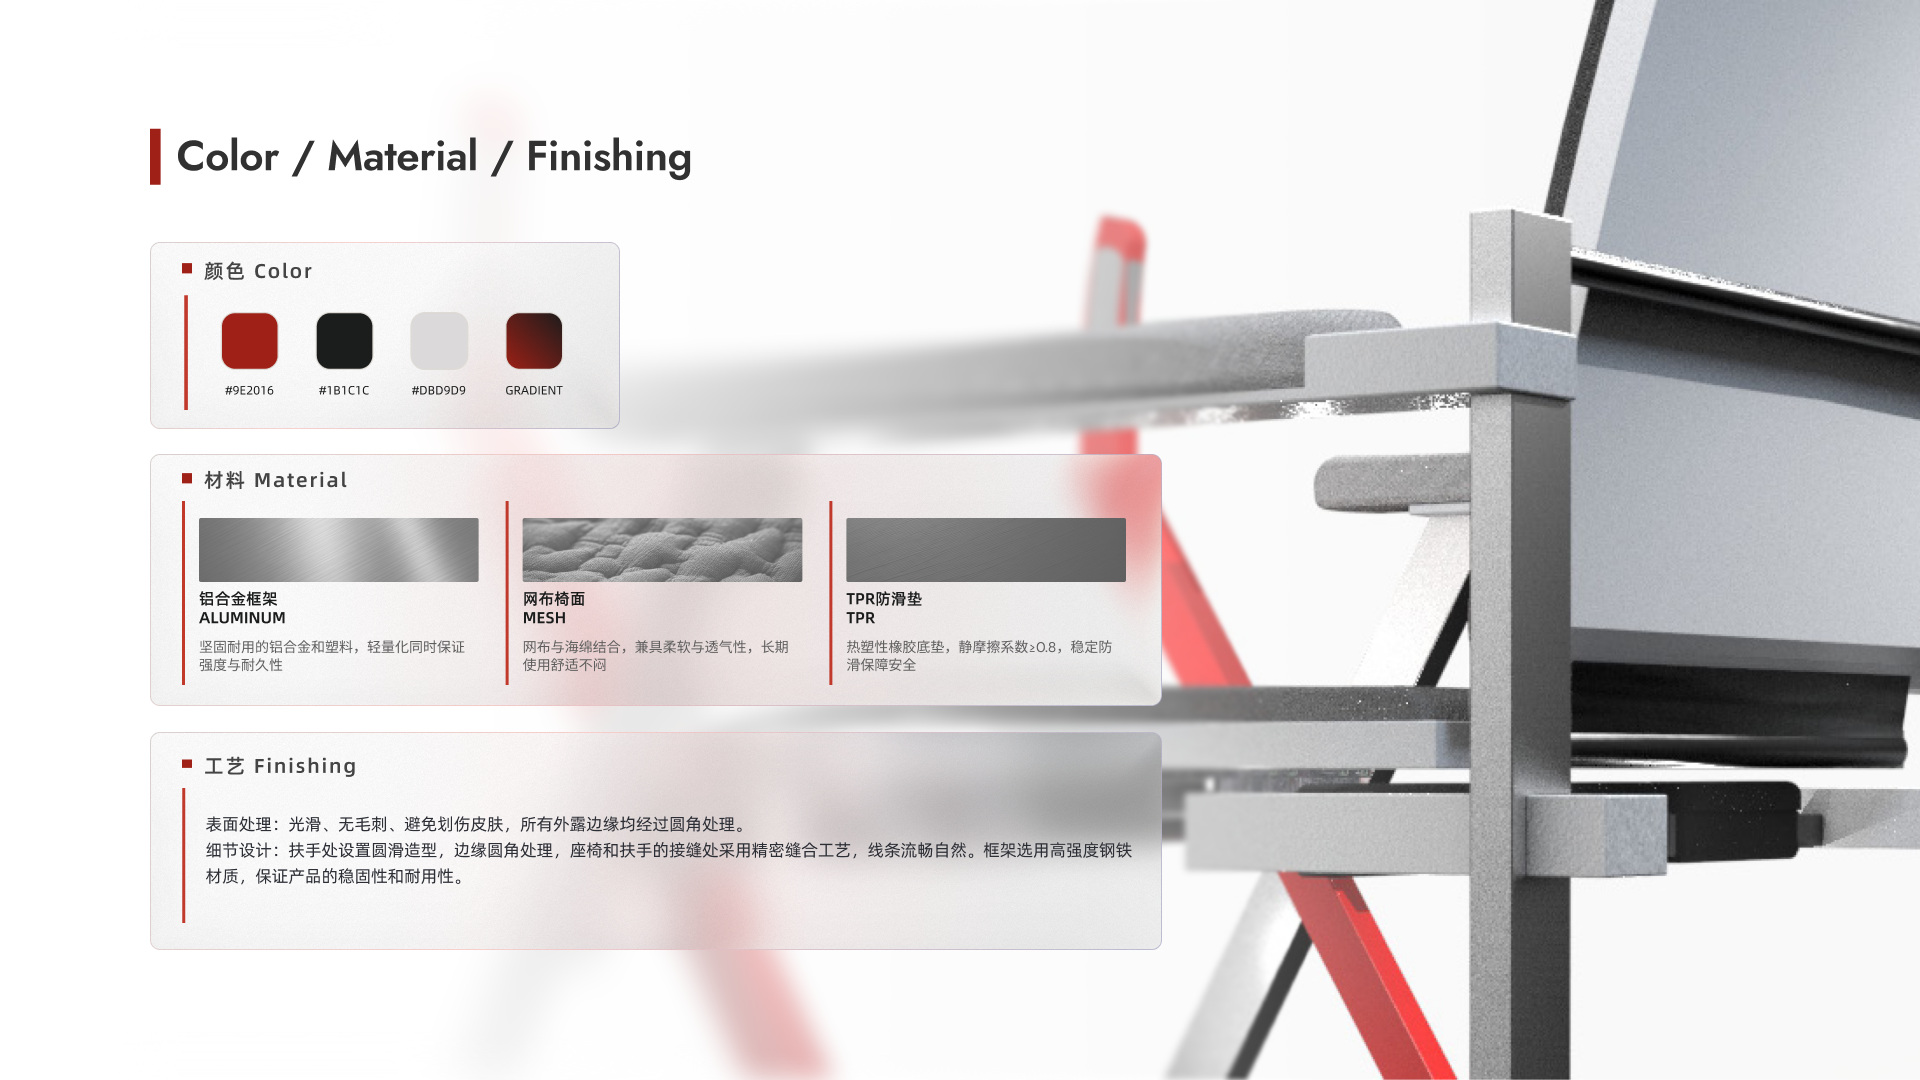 Color / Material / Finishing
颜色 Color
#9E2016
#1B1C1C
#DBD9D9
GRADIENT
材料 Material
铝合金框架
ALUMINUM
坚固耐用的铝合金和塑料，轻量化同时保证
强度与耐久性
网布椅面
MESH
网布与海绵结合，兼具柔软与透气性，长期
使用舒适不闷
TPR防滑垫
TPR
热塑性橡胶底垫，静摩擦系数≥0.8，稳定防
滑保障安全
工艺 Finishing
表面处理：光滑、无毛刺、避免划伤皮肤，所有外露边缘均经过圆角处理。
细节设计：扶手处设置圆滑造型，边缘圆角处理，座椅和扶手的接缝处采用精密缝合工艺，线条流畅自然。框架选用高强度钢铁
材质，保证产品的稳固性和耐用性。